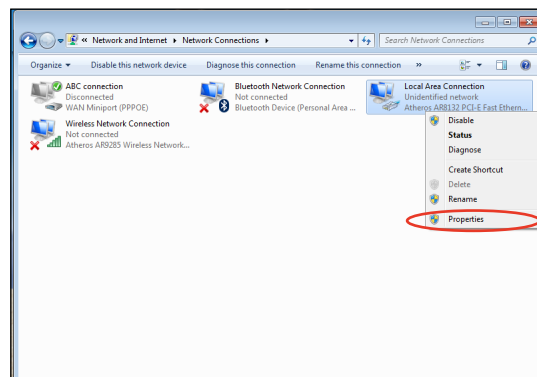 « Network and Internet ▸ Network Connections ▸
Search Network Connections
Organize ▾ Disable this network device Diagnose this connection Rename this connection »
ABC connection
Disconnected
WAN Miniport (PPPOE)
Bluetooth Network Connection
Not connected
Bluetooth Device (Personal Area ...
Local Area Connection
Unidentified network
Atheros AR8132 PCI-E Fast Ethern...
Wireless Network Connection
Not connected
Atheros AR9285 Wireless Network...
Disable
Status
Diagnose
Create Shortcut
Delete
Rename
Properties